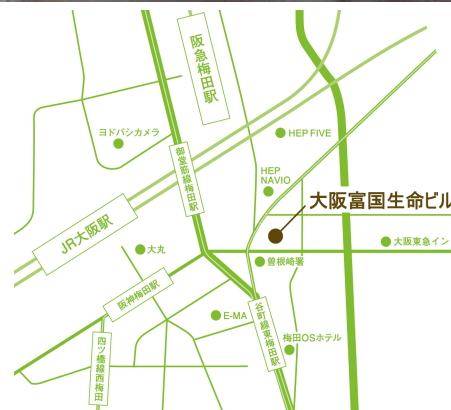 阪急梅田駅
ヨドバシカメラ
HEP FIVE
御堂筋線梅田駅
HEP
NAVIO
大阪富国生命ビル
JR大阪駅
大丸
大阪東急イン
曽根崎署
阪神梅田駅
E-MA
谷町線東梅田駅
梅田OSホテル
四ツ橋線西梅田